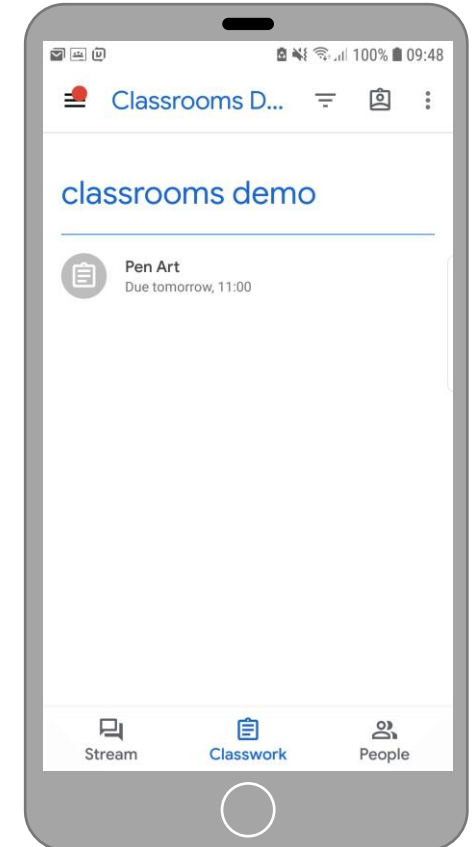 100% 09:48
Classrooms D...
classrooms demo
Pen Art
Due tomorrow, 11:00
Stream Classwork People